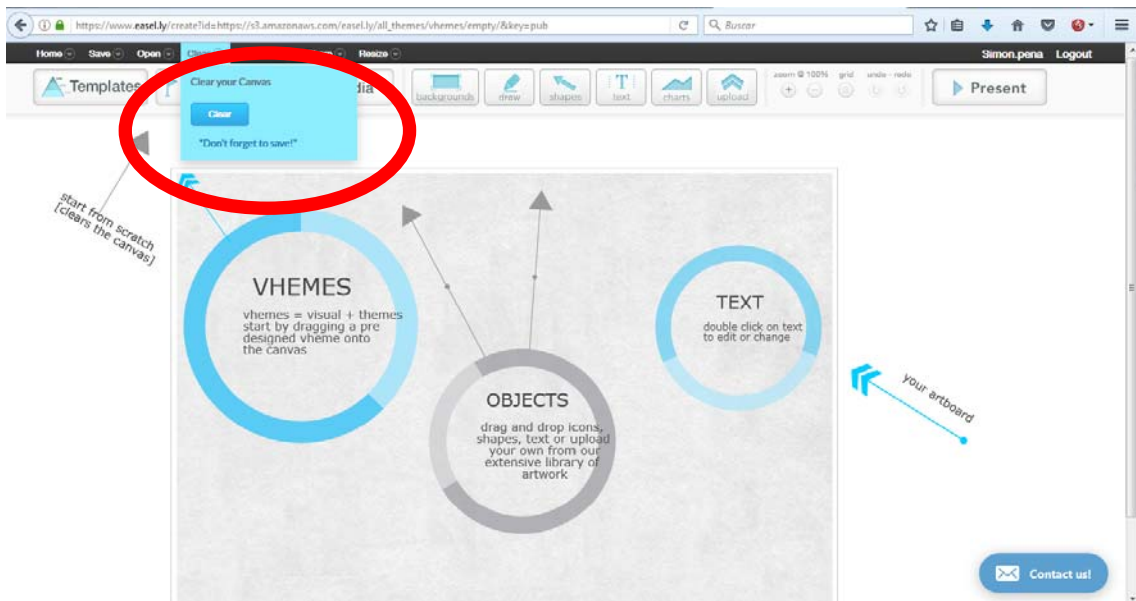 https://www.easel.ly/create?id=https://s3.amazonaws.com/easel.ly/all_themes/vhemes/empty/&key=pub
Buscar
Home Save Open Clear Resize
Simon.pena Logout
Templates
backgrounds draw shapes text charts upload
zoom @ 100% grid undo - redo
Present
Clear your Canvas
Clear
"Don't forget to save!"
start from scratch
[clears the canvas]
VHEMES
vhemes = visual + themes
start by dragging a pre
designed vheme onto
the canvas
TEXT
double click on text
to edit or change
OBJECTS
drag and drop icons,
shapes, text or upload
your own from our
extensive library of
artwork
your artboard
Contact us!